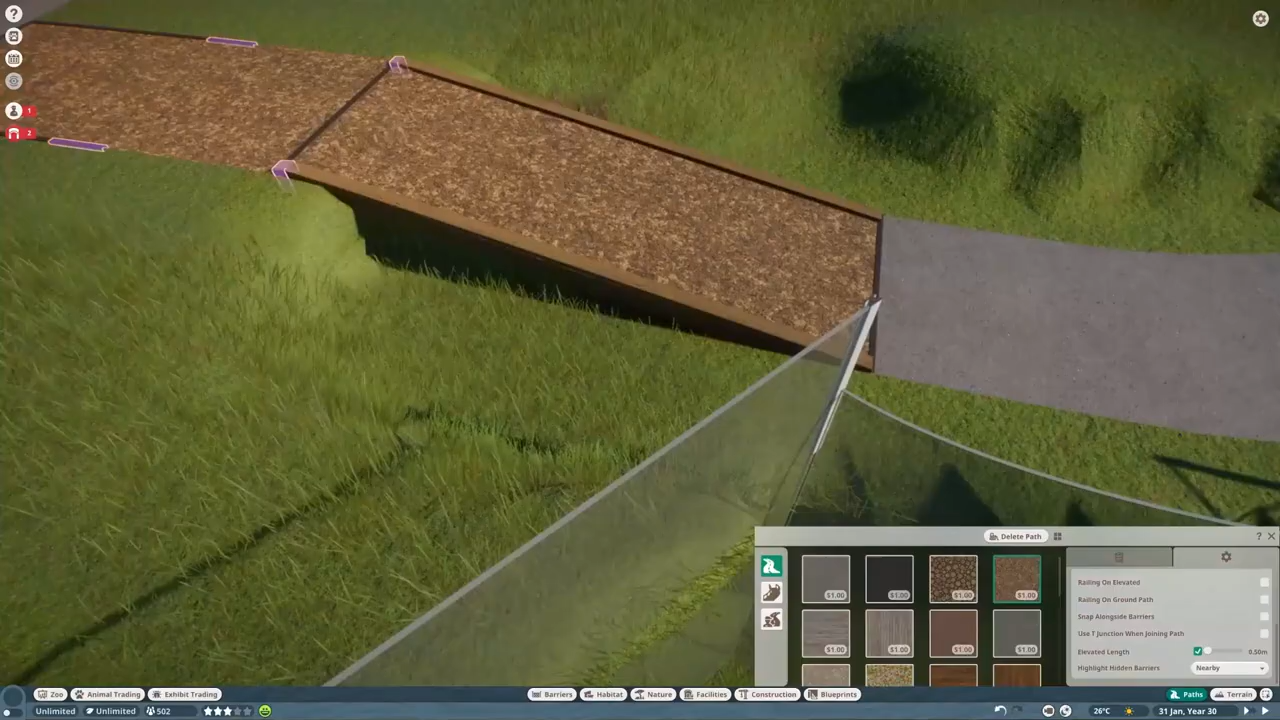 ?
1
2
Delete Path
?
$1.00 $1.00 $1.00 $1.00
$1.00 $1.00 $1.00 $1.00
Railing On Elevated
Railing On Ground Path
Snap Alongside Barriers
Use T Junction When Joining Path
Elevated Length 0.50m
Highlight Hidden Barriers Nearby
Zoo Animal Trading Exhibit Trading Barriers Habitat Nature Facilities Construction Blueprints Paths Terrain
Unlimited Unlimited 502 26°C 31 Jan, Year 30